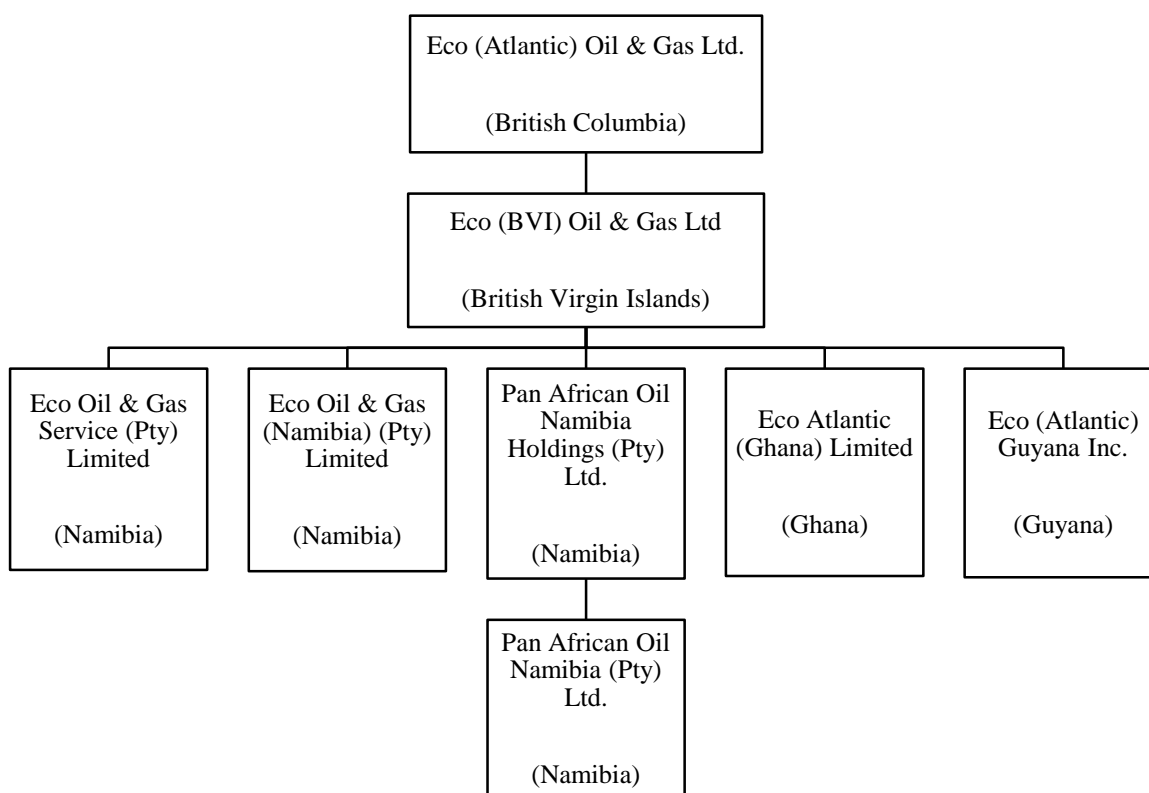 Eco (Atlantic) Oil & Gas Ltd.
(British Columbia)
Eco (BVI) Oil & Gas Ltd
(British Virgin Islands)
Eco Oil & Gas
Service (Pty)
Limited
(Namibia)
Eco Oil & Gas
(Namibia) (Pty)
Limited
(Namibia)
Pan African Oil
Namibia
Holdings (Pty)
Ltd.
(Namibia)
Eco Atlantic
(Ghana) Limited
(Ghana)
Eco (Atlantic)
Guyana Inc.
(Guyana)
Pan African Oil
Namibia (Pty)
Ltd.
(Namibia)